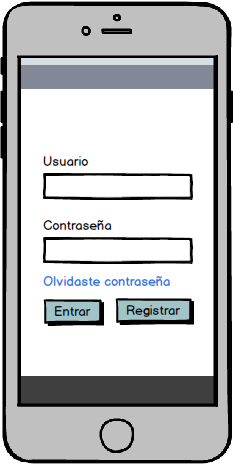 Usuario
Contraseña
Olvidaste contraseña
Entrar Registrar